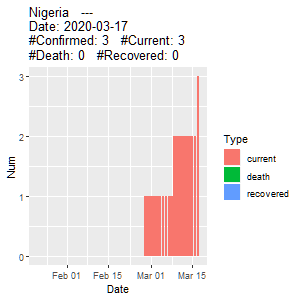 Nigeria   ---
Date: 2020-03-17
#Confirmed: 3   #Current: 3
#Death: 0   #Recovered: 0
3
2
1
0
Num
Feb 01   Feb 15   Mar 01   Mar 15
Date
Type
current
death
recovered